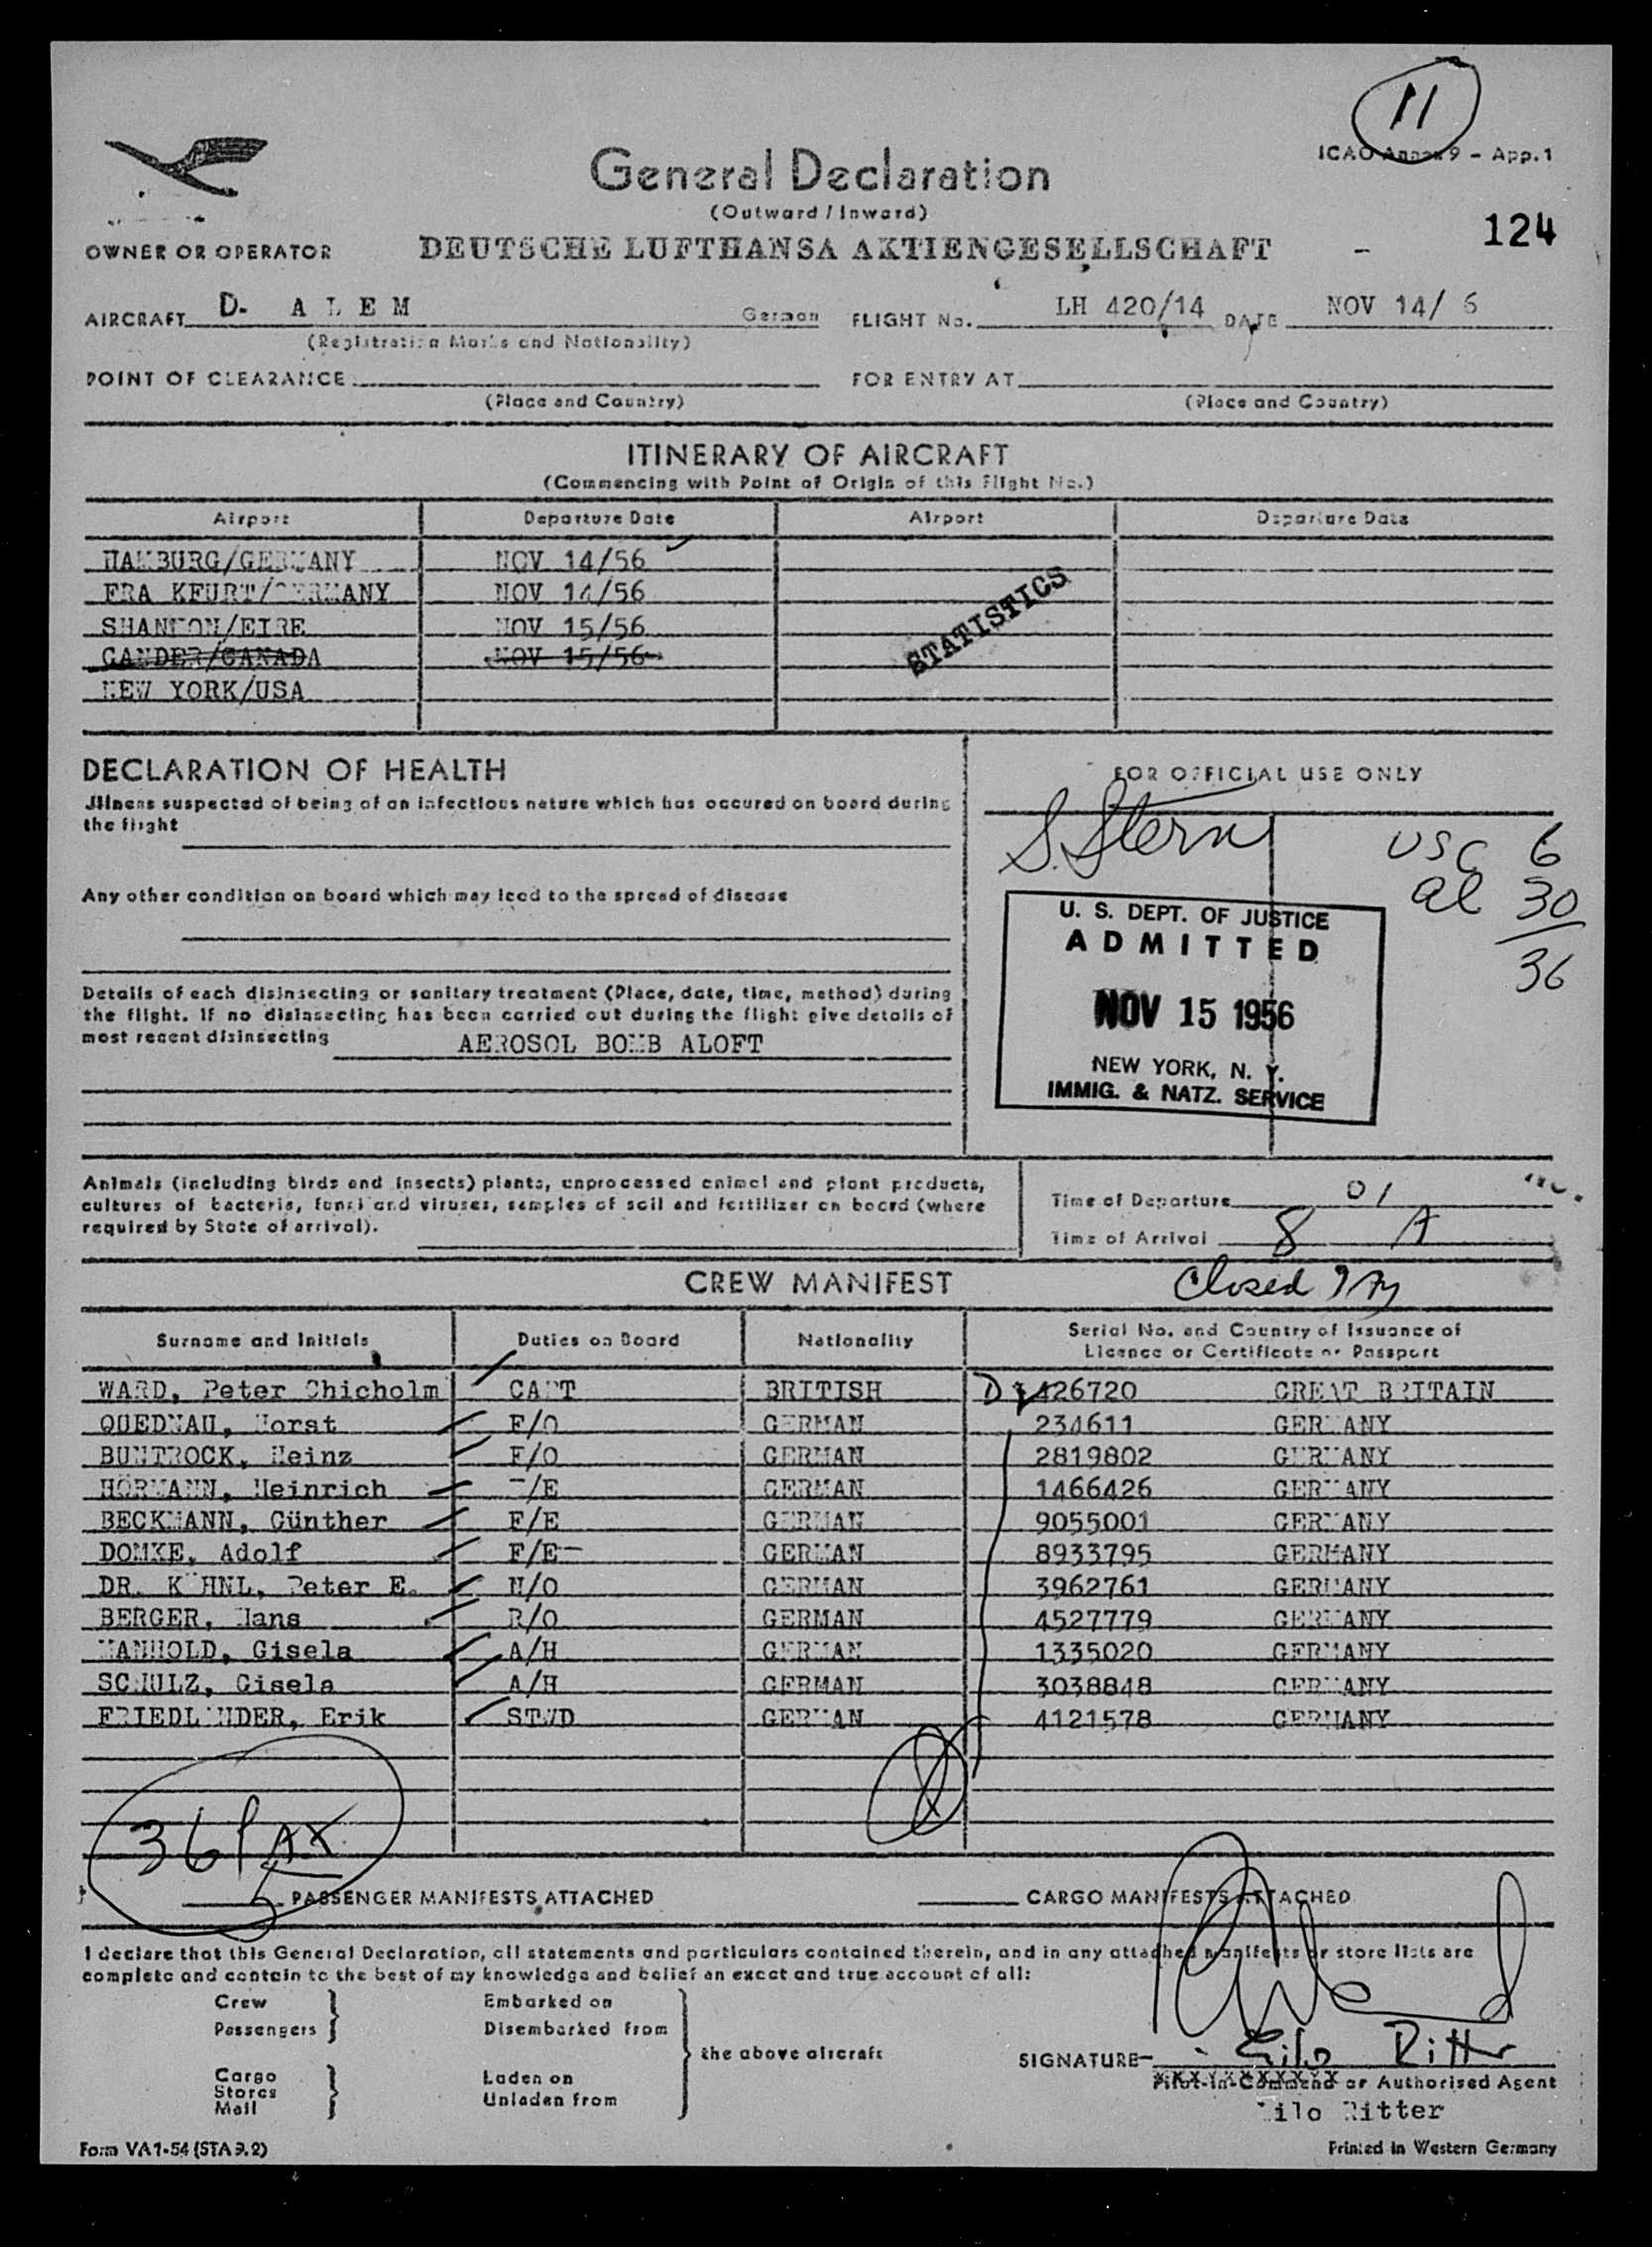 11
ICAO Annex 9 - App. 1
General Declaration
(Outward / Inward)
124
OWNER OR OPERATOR DEUTSCHE LUFTHANSA AKTIENGESELLSCHAFT -
AIRCRAFT D- A L E M German FLIGHT No. LH 420/14 DATE NOV 14/ 6
(Registration Marks and Nationality)
POINT OF CLEARANCE FOR ENTRY AT
(Place and Country) (Place and Country)
ITINERARY OF AIRCRAFT
(Commencing with Point of Origin of this Flight No.)
Airport Departure Date Airport Departure Date
HAMBURG/GERMANY NOV 14/56
FRA KFURT/GERMANY NOV 14/56
SHANNON/EIRE NOV 15/56
GANDER/CANADA NOV 15/56
NEW YORK/USA
STATISTICS
DECLARATION OF HEALTH
Illness suspected of being of an infectious nature which has occured on board during
the flight
Any other condition on board which may lead to the spread of disease
Details of each disinsecting or sanitary treatment (Place, date, time, method) during
the flight. If no disinsecting has been carried out during the flight give details of
most recent disinsecting AEROSOL BOMB ALOFT
FOR OFFICIAL USE ONLY
S. Stern
USC 6
al 30
36
U. S. DEPT. OF JUSTICE
ADMITTED
NOV 15 1956
NEW YORK, N. Y.
IMMIG. & NATZ. SERVICE
Animals (including birds and insects) plants, unprocessed animal and plant products,
cultures of bacteria, fungi and viruses, samples of soil and fertilizer on board (where
required by State of arrival).
Time of Departure 01
Time of Arrival 8 A
CREW MANIFEST
Closed
Surname and Initials Duties on Board Nationality Serial No. and Country of Issuance of
Licence or Certificate or Passport
WARD, Peter Chicholm CAPT BRITISH D 426720 GREAT BRITAIN
QUEDNAU, Horst F/O GERMAN 234611 GERMANY
BUNTROCK, Heinz F/O GERMAN 2819802 GERMANY
HÖRMANN, Heinrich F/E GERMAN 1466426 GERMANY
BECKMANN, Günther F/E GERMAN 9055001 GERMANY
DOMKE, Adolf F/E GERMAN 8933795 GERMANY
DR. K HNL, Peter E. N/O GERMAN 3962761 GERMANY
BERGER, Hans R/O GERMAN 4527779 GERMANY
MANHOLD, Gisela A/H GERMAN 1335020 GERMANY
SCHULZ, Gisela A/H GERMAN 3038848 GERMANY
FRIEDLÄNDER, Erik STWD GERMAN 4121578 GERMANY
36 PAX
PASSENGER MANIFESTS ATTACHED CARGO MANIFESTS ATTACHED
I declare that this General Declaration, all statements and particulars contained therein, and in any attached manifests or store lists are
complete and contain to the best of my knowledge and belief an exact and true account of all:
Crew Embarked on
Passengers Disembarked from
the above aircraft
Cargo Laden on
Stores
Mail Unladen from
SIGNATURE Gilo Ritter
Pilot-in-Command or Authorised Agent
ilo Ritter
Form VA 1-54 (STA 9.2) Printed in Western Germany